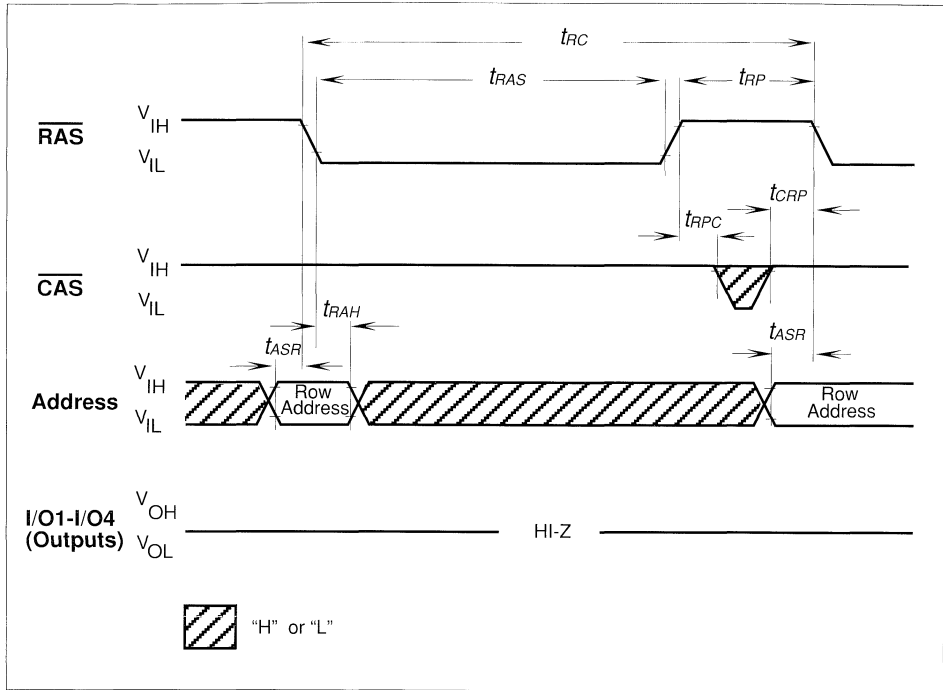 tRC
tRAS
tRP
RAS
VIH
VIL
tCRP
tRPC
CAS
VIH
VIL
tRAH
tASR
tASR
Address
VIH
VIL
Row
Address
Row
Address
I/O1-I/O4
(Outputs)
VOH
VOL
HI-Z
“H” or “L”